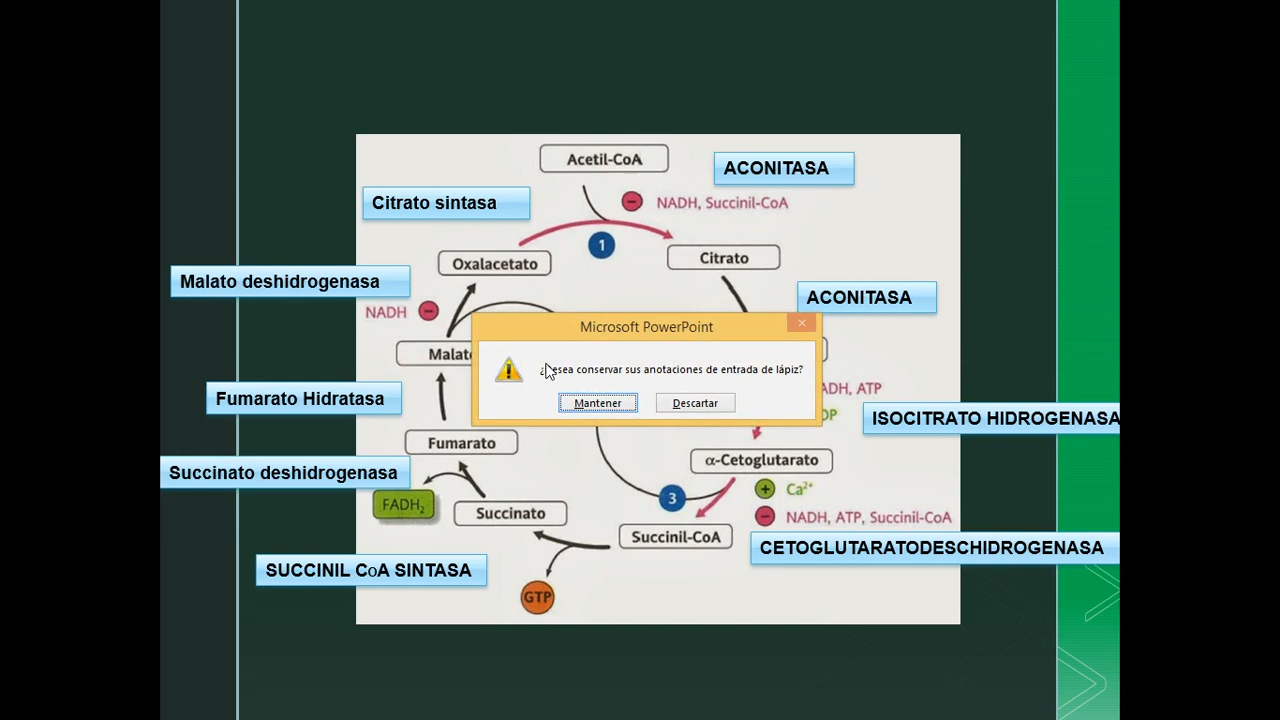 Acetil-CoA
ACONITASA
Citrato sintasa
NADH, Succinil-CoA
1
Oxalacetato
Citrato
Malato deshidrogenasa
ACONITASA
NADH
Microsoft PowerPoint
Malato
esea conservar sus anotaciones de entrada de lápiz?
Mantener
Descartar
ADH, ATP
DP
Fumarato Hidratasa
ISOCITRATO HIDROGENASA
Fumarato
α-Cetoglutarato
Succinato deshidrogenasa
Ca²⁺
3
FADH₂
Succinato
NADH, ATP, Succinil-CoA
Succinil-CoA
CETOGLUTARATODESCHIDROGENASA
SUCCINIL CoA SINTASA
GTP